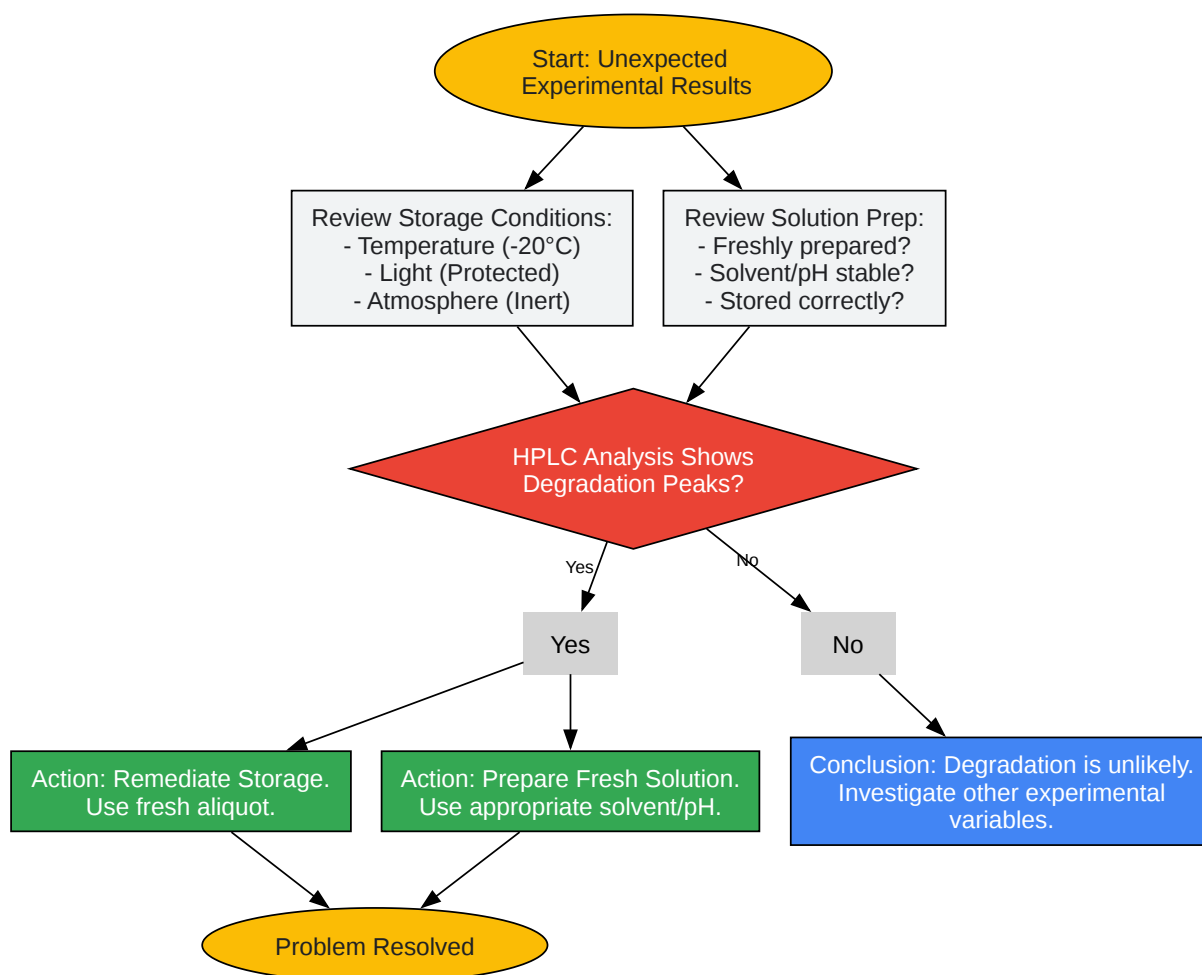 Start: Unexpected
Experimental Results
Review Storage Conditions:
- Temperature (-20°C)
- Light (Protected)
- Atmosphere (Inert)
Review Solution Prep:
- Freshly prepared?
- Solvent/pH stable?
- Stored correctly?
HPLC Analysis Shows
Degradation Peaks?
Yes
No
Yes
No
Action: Remediate Storage.
Use fresh aliquot.
Action: Prepare Fresh Solution.
Use appropriate solvent/pH.
Conclusion: Degradation is unlikely.
Investigate other experimental
variables.
Problem Resolved